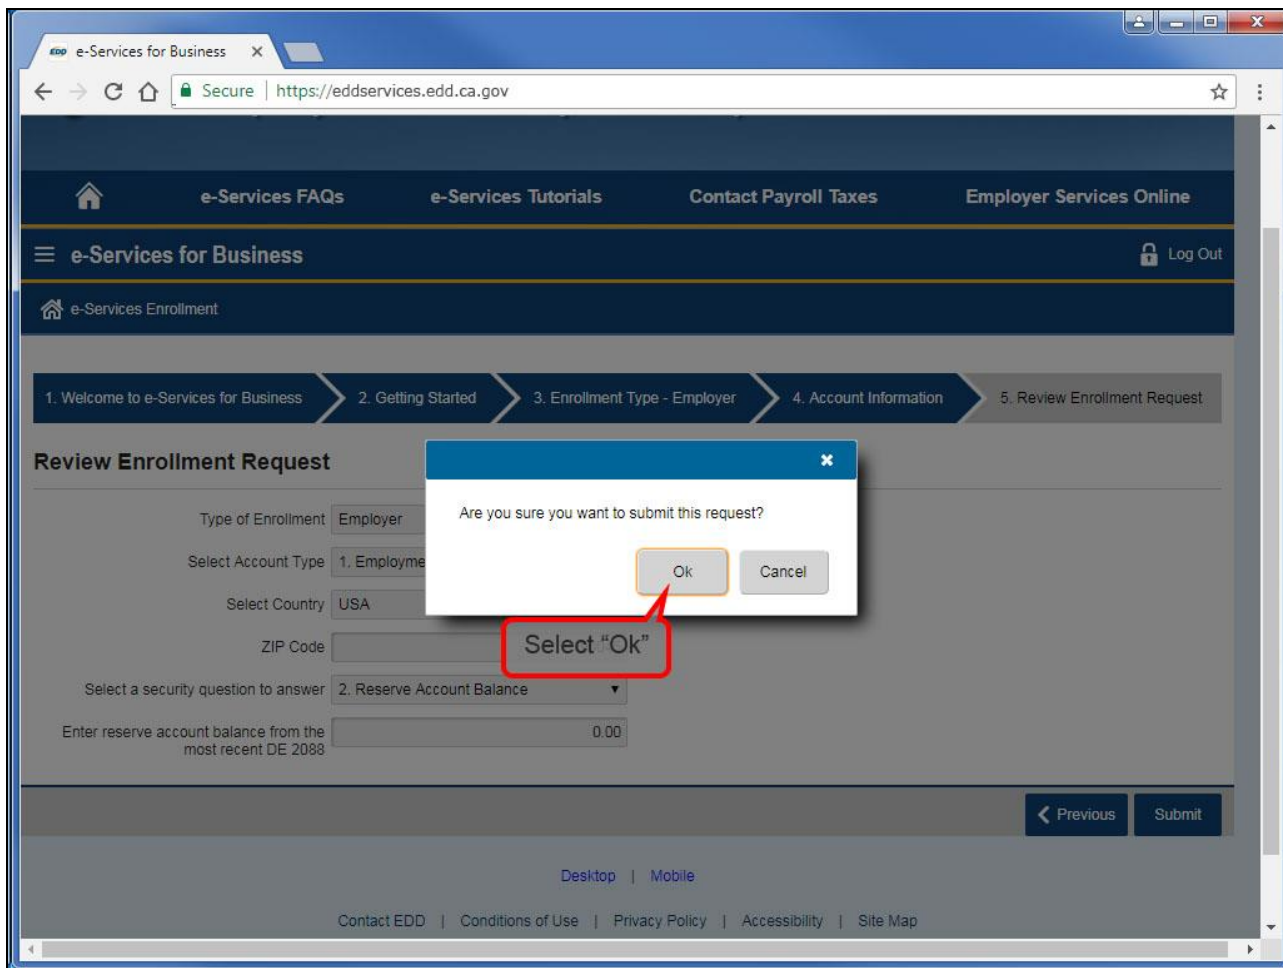 EDD e-Services for Business
Secure | https://eddservices.edd.ca.gov
e-Services FAQs e-Services Tutorials Contact Payroll Taxes Employer Services Online
e-Services for Business Log Out
e-Services Enrollment
1. Welcome to e-Services for Business 2. Getting Started 3. Enrollment Type - Employer 4. Account Information 5. Review Enrollment Request
Review Enrollment Request
Are you sure you want to submit this request?
Ok Cancel
Select “Ok”
Type of Enrollment Employer
Select Account Type 1. Employme
Select Country USA
ZIP Code
Select a security question to answer 2. Reserve Account Balance
Enter reserve account balance from the 0.00
most recent DE 2088
Previous Submit
Desktop | Mobile
Contact EDD | Conditions of Use | Privacy Policy | Accessibility | Site Map